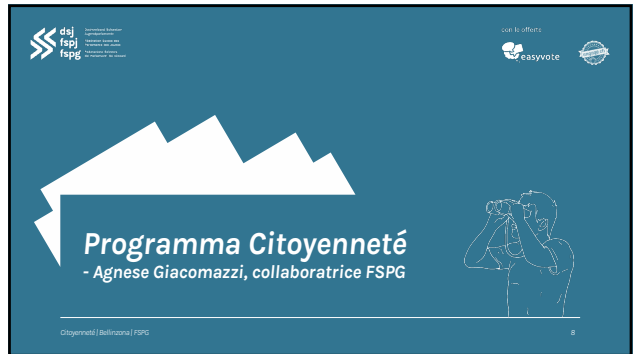 dsj
fspj
fspg
con le offerte
easyvote
Programma Citoyenneté
- Agnese Giacomazzi, collaboratrice FSPG
Citoyenneté | Bellinzona | FSPG
8